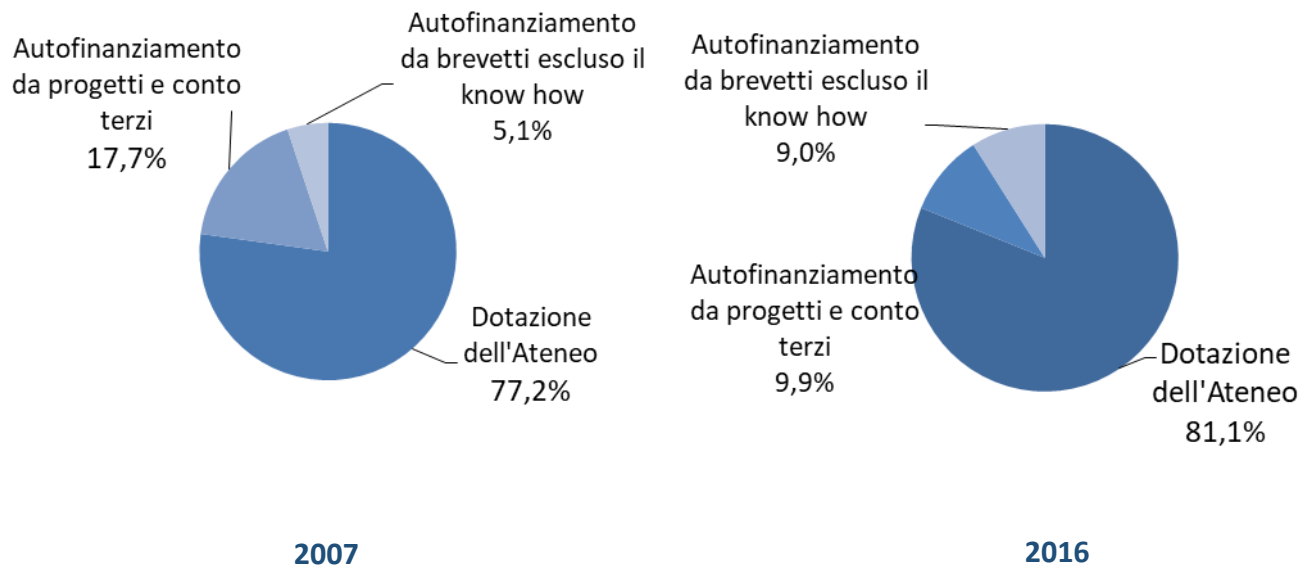 Autofinanziamento
da progetti e conto
terzi
17,7%
Autofinanziamento
da brevetti escluso il
know how
5,1%
Dotazione
dell'Ateneo
77,2%
2007
Autofinanziamento
da brevetti escluso il
know how
9,0%
Autofinanziamento
da progetti e conto
terzi
9,9%
Dotazione
dell'Ateneo
81,1%
2016